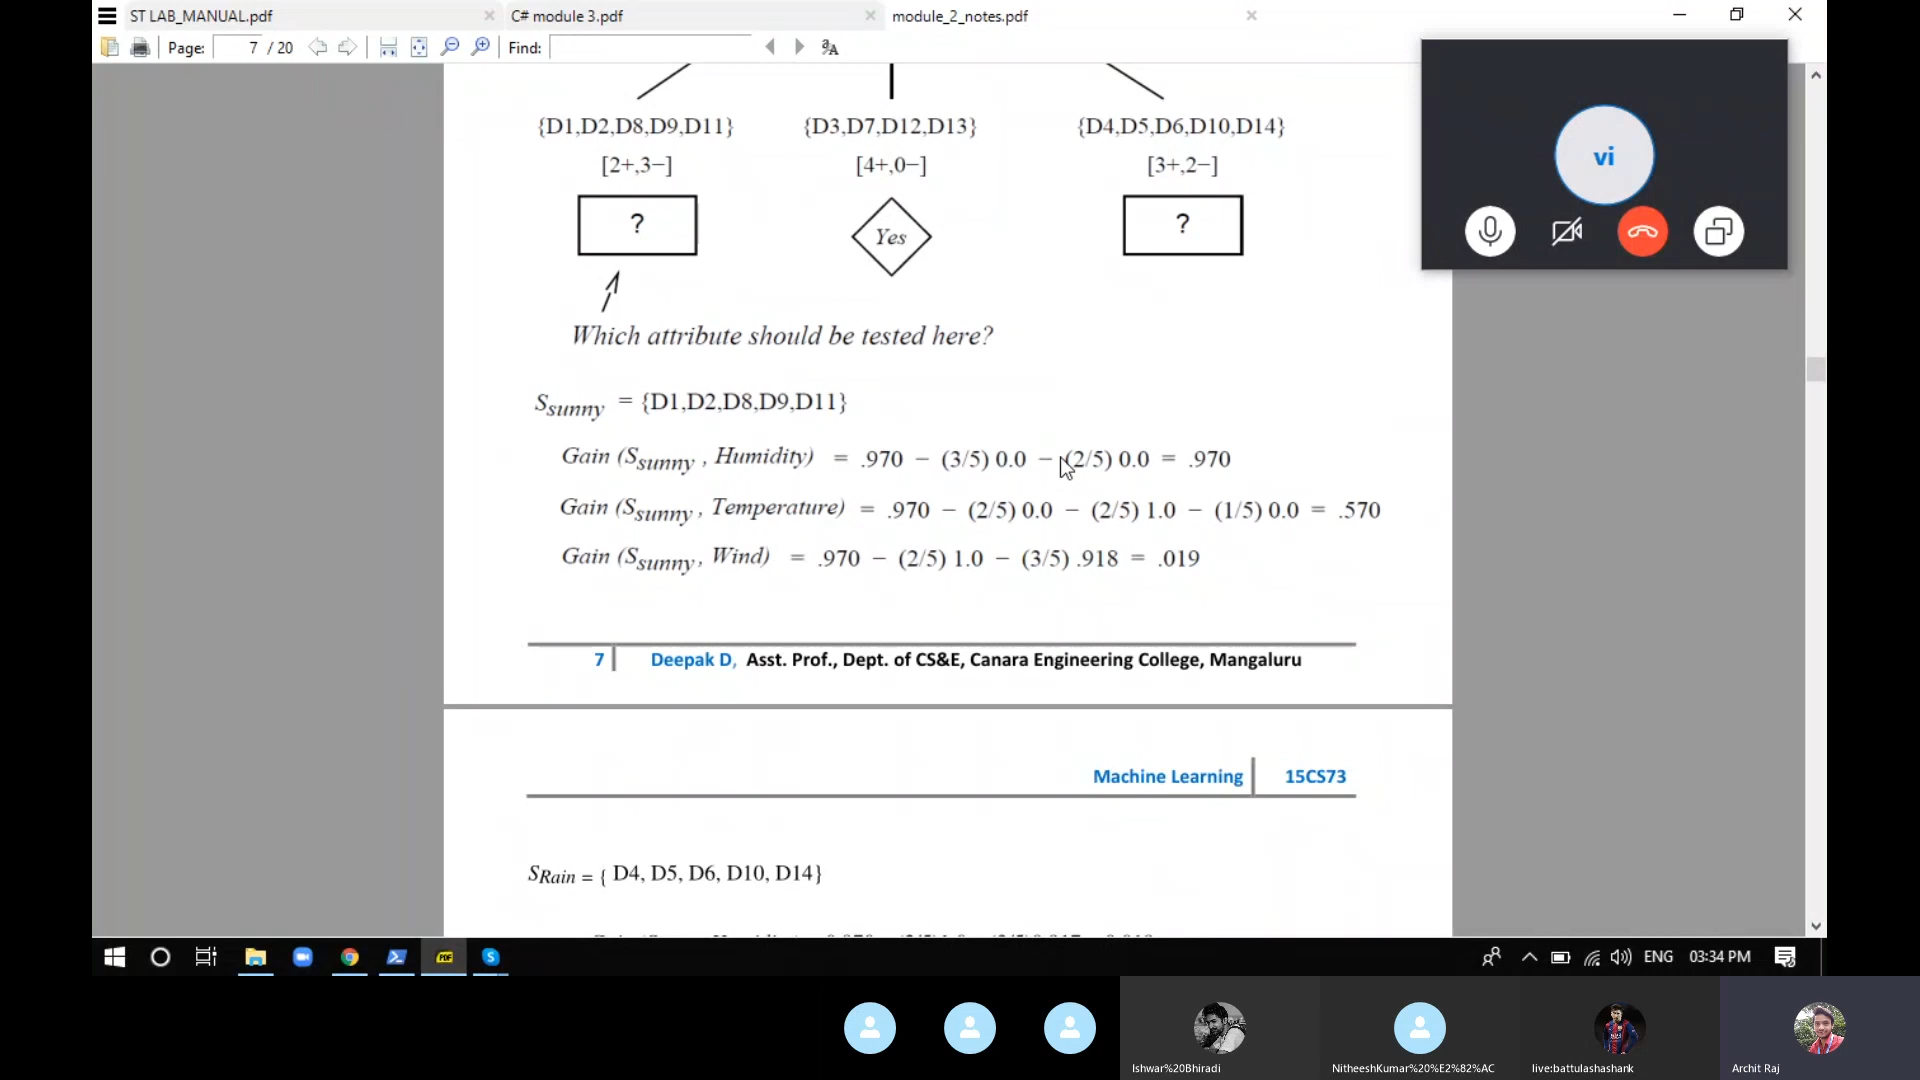 ST LAB_MANUAL.pdf
C# module 3.pdf
module_2_notes.pdf
Page: 7 / 20 Find:
{D1,D2,D8,D9,D11} {D3,D7,D12,D13} {D4,D5,D6,D10,D14}
[2+,3−] [4+,0−] [3+,2−]
? Yes ?
vi
Which attribute should be tested here?
Ssunny = {D1,D2,D8,D9,D11}
Gain (Ssunny , Humidity) = .970 − (3/5) 0.0 − (2/5) 0.0 = .970
Gain (Ssunny , Temperature) = .970 − (2/5) 0.0 − (2/5) 1.0 − (1/5) 0.0 = .570
Gain (Ssunny , Wind) = .970 − (2/5) 1.0 − (3/5) .918 = .019
7 Deepak D, Asst. Prof., Dept. of CS&E, Canara Engineering College, Mangaluru
Machine Learning 15CS73
SRain = { D4, D5, D6, D10, D14}
PDF
ENG 03:34 PM
Ishwar%20Bhiradi
NitheeshKumar%20%E2%82%AC
live:battulashashank
Archit Raj